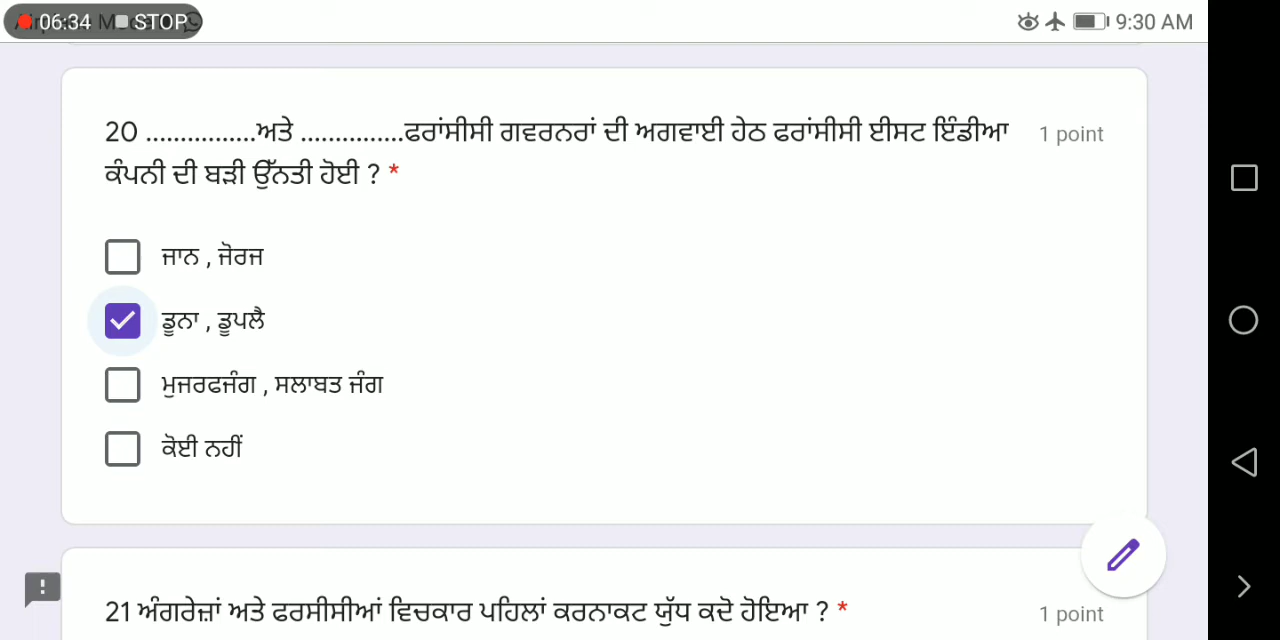 06:34 STOP
9:30 AM
20 ................ਅਤੇ ...............ਫਰਾਂਸੀਸੀ ਗਵਰਨਰਾਂ ਦੀ ਅਗਵਾਈ ਹੇਠ ਫਰਾਂਸੀਸੀ ਈਸਟ ਇੰਡੀਆ 1 point
ਕੰਪਨੀ ਦੀ ਬੜੀ ਉੱਨਤੀ ਹੋਈ ? *
ਜਾਨ , ਜੋਰਜ
ਡੂਨਾ , ਡੂਪਲੈ
ਮੁਜਰਫਜੰਗ , ਸਲਾਬਤ ਜੰਗ
ਕੋਈ ਨਹੀਂ
21 ਅੰਗਰੇਜ਼ਾਂ ਅਤੇ ਫਰਸੀਸੀਆਂ ਵਿਚਕਾਰ ਪਹਿਲਾਂ ਕਰਨਾਕਟ ਯੁੱਧ ਕਦੋ ਹੋਇਆ ? * 1 point